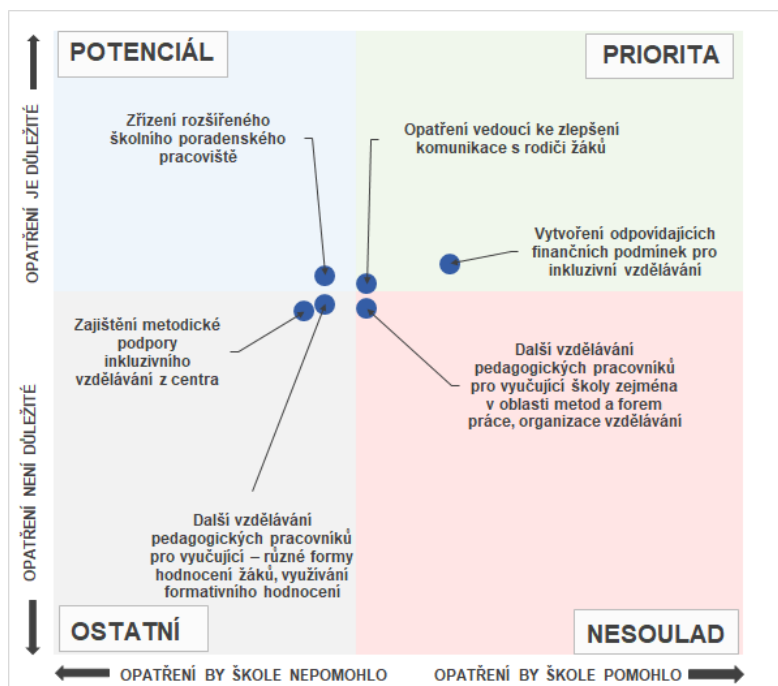 POTENCIÁL
PRIORITA
OPATŘENÍ JE DŮLEŽITÉ
Zřízení rozšířeného
školního poradenského
pracoviště
Opatření vedoucí ke zlepšení
komunikace s rodiči žáků
Vytvoření odpovídajících
finančních podmínek pro
inkluzivní vzdělávání
Zajištění metodické
podpory
inkluzivního
vzdělávání z centra
Další vzdělávání
pedagogických pracovníků
pro vyučující školy zejména
v oblasti metod a forem
práce, organizace vzdělávání
OPATŘENÍ NENÍ DŮLEŽITÉ
Další vzdělávání
pedagogických pracovníků
pro vyučující – různé formy
hodnocení žáků, využívání
formativního hodnocení
OSTATNÍ
NESOULAD
OPATŘENÍ BY ŠKOLE NEPOMOHLO
OPATŘENÍ BY ŠKOLE POMOHLO